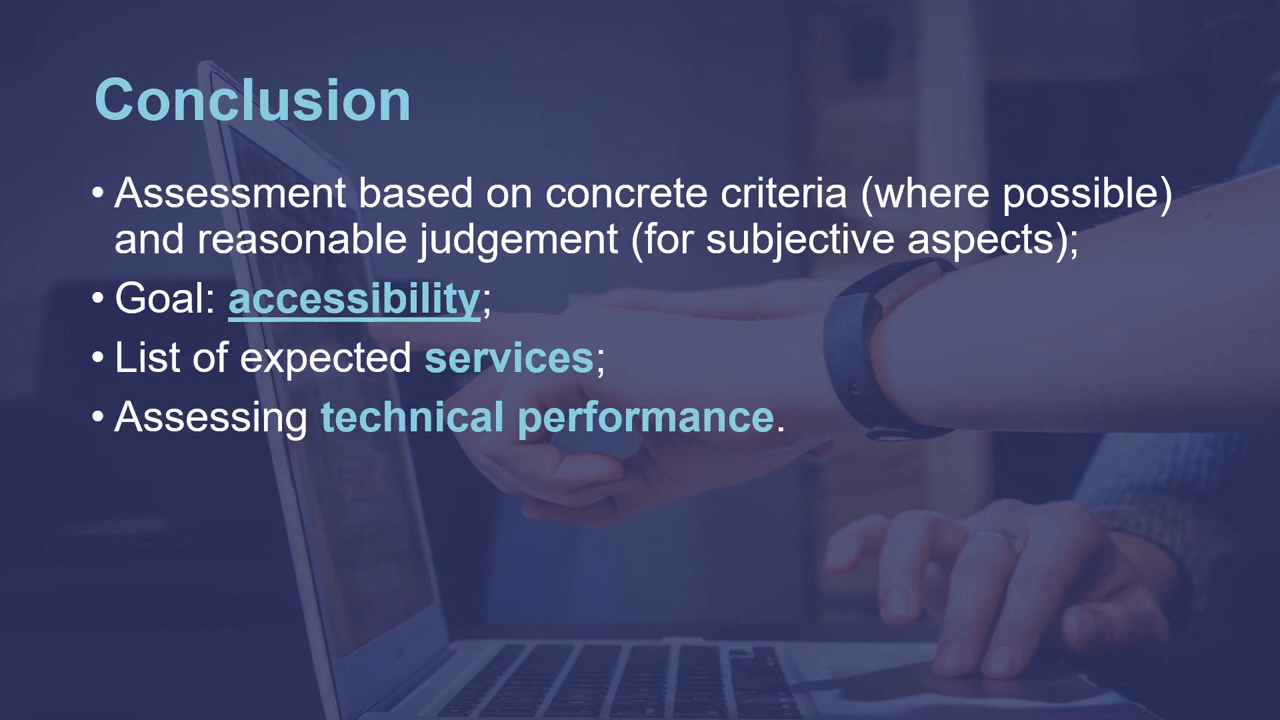 Conclusion
• Assessment based on concrete criteria (where possible)
and reasonable judgement (for subjective aspects);
• Goal: accessibility;
• List of expected services;
• Assessing technical performance.